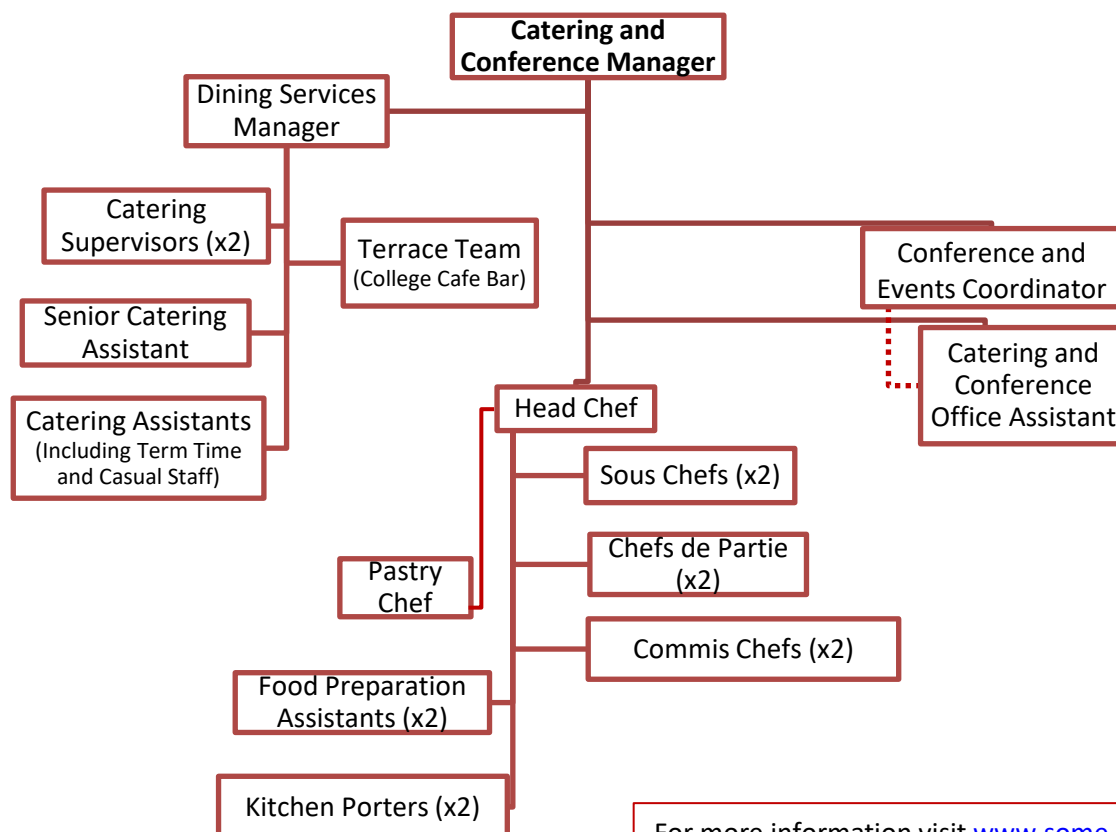 Catering and
Conference Manager
Dining Services
Manager
Catering
Supervisors (x2)
Terrace Team
(College Cafe Bar)
Conference and
Events Coordinator
Senior Catering
Assistant
Catering and
Conference
Office Assistant
Catering Assistants
(Including Term Time
and Casual Staff)
Head Chef
Sous Chefs (x2)
Chefs de Partie
(x2)
Pastry
Chef
Commis Chefs (x2)
Food Preparation
Assistants (x2)
Kitchen Porters (x2)
For more information visit www.some